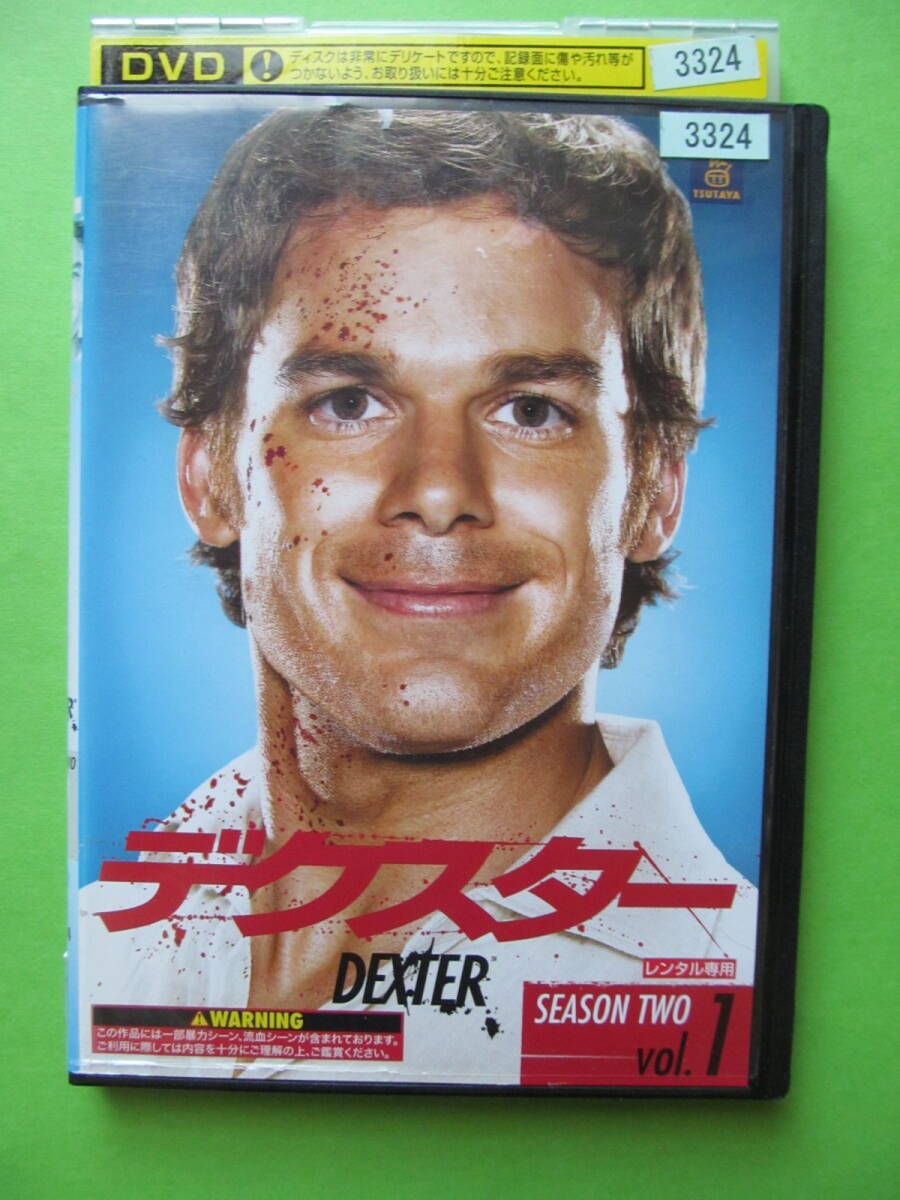 DVD
ディスクは非常にデリケートですので、記録面に傷や汚れ等が
つかないよう、お取り扱いには十分ご注意ください。
3324
3324
TSUTAYA
デクスター
DEXTER
レンタル専用
SEASON TWO
vol.1
WARNING
この作品には一部暴力シーン、流血シーンが含まれております。
ご利用に際しては内容を十分にご理解の上、ご鑑賞ください。